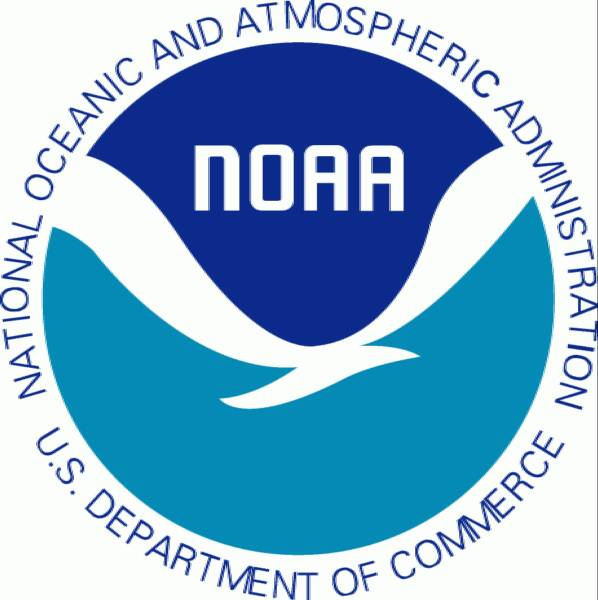 NATIONAL OCEANIC AND ATMOSPHERIC ADMINISTRATION
NOAA
U.S. DEPARTMENT OF COMMERCE